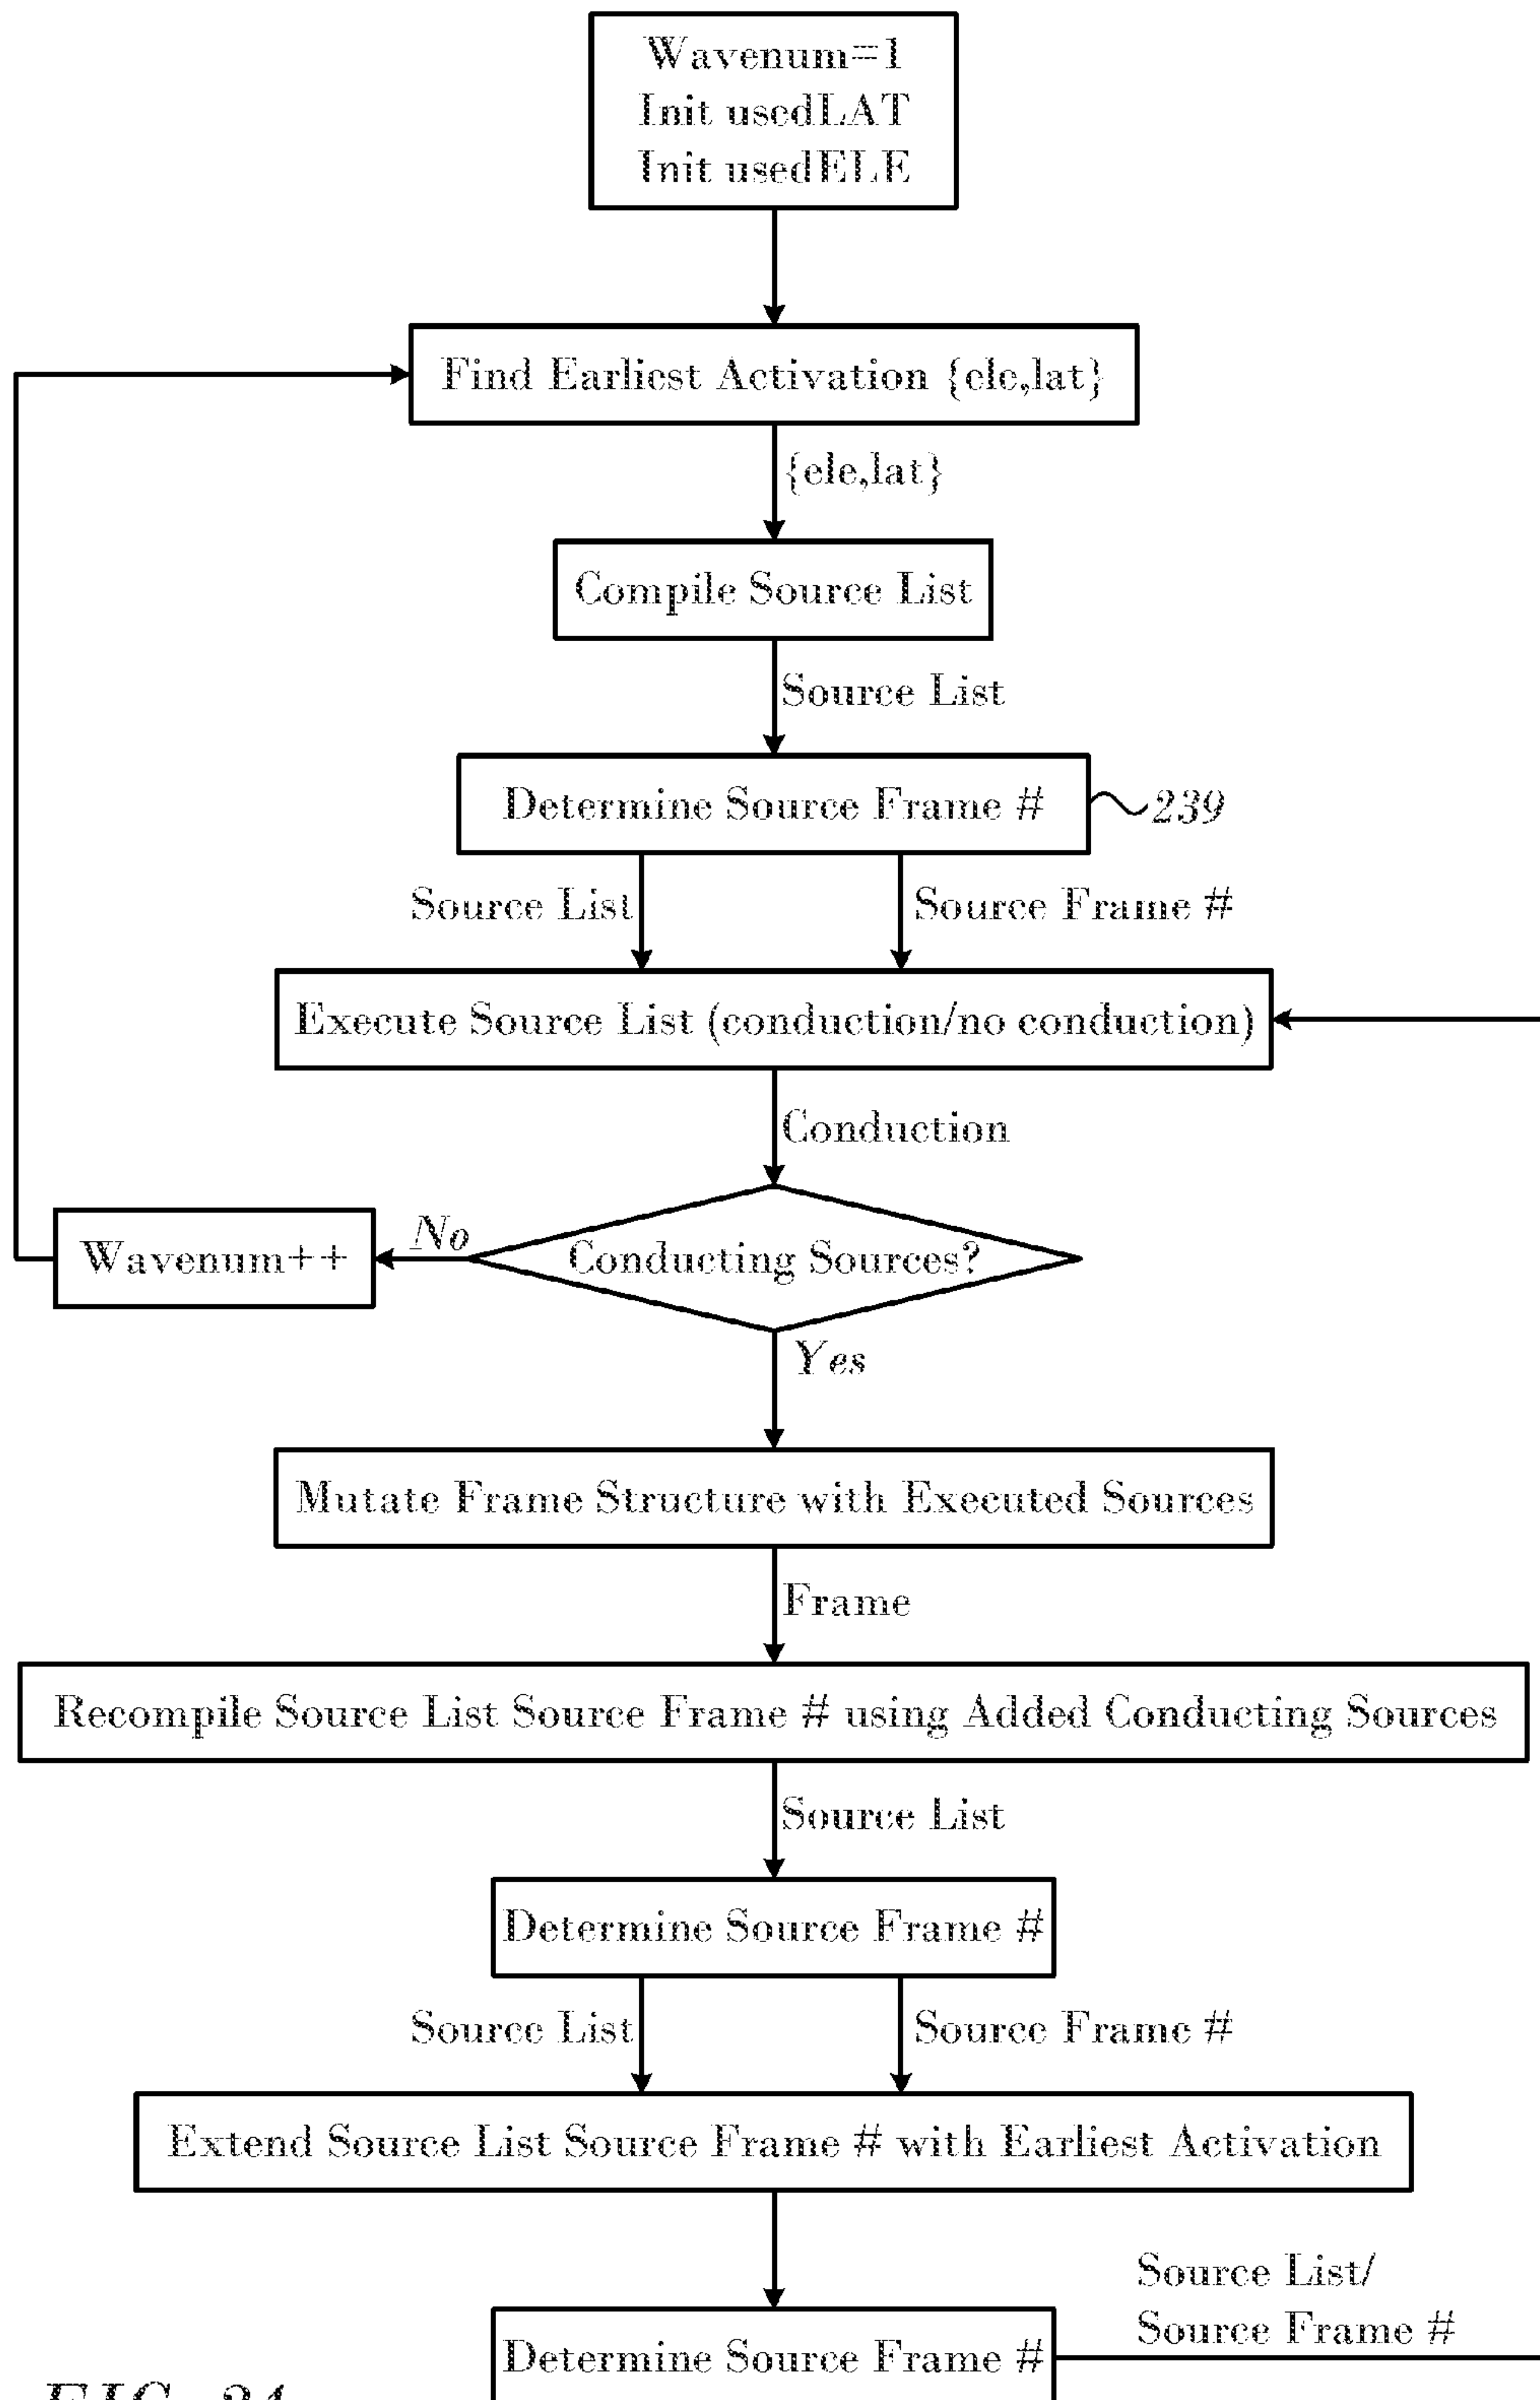 Wavenum=1
Init usedLAT
Init usedELE
Find Earliest Activation {ele,lat}
{ele,lat}
Compile Source List
Source List
Determine Source Frame #
239
Source List
Source Frame #
Execute Source List (conduction/no conduction)
Conduction
Conducting Sources?
No
Wavenum++
Yes
Mutate Frame Structure with Executed Sources
Frame
Recompile Source List Source Frame # using Added Conducting Sources
Source List
Determine Source Frame #
Source List
Source Frame #
Extend Source List Source Frame # with Earliest Activation
Source List/
Source Frame #
Determine Source Frame #
FIG.